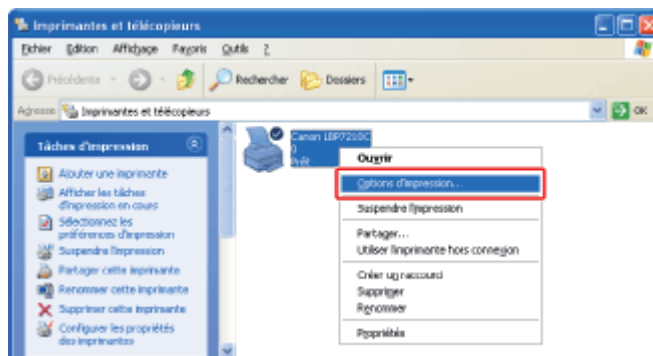 Imprimantes et télécopieurs
Fichier Edition Affichage Favoris Outils ?
Précédente Rechercher Dossiers
Adresse Imprimantes et télécopieurs OK
Tâches d'impression
Ajouter une imprimante
Afficher les tâches
d'impression en cours
Sélectionnez les
préférences d'impression
Suspendre l'impression
Partager cette imprimante
Renommer cette imprimante
Supprimer cette imprimante
Configurer les propriétés
des imprimantes
Canon LBP7210C
0
Prêt
Ouvrir
Options d'impression...
Suspendre l'impression
Partager...
Utiliser l'imprimante hors connexion
Créer un raccourci
Supprimer
Renommer
Propriétés